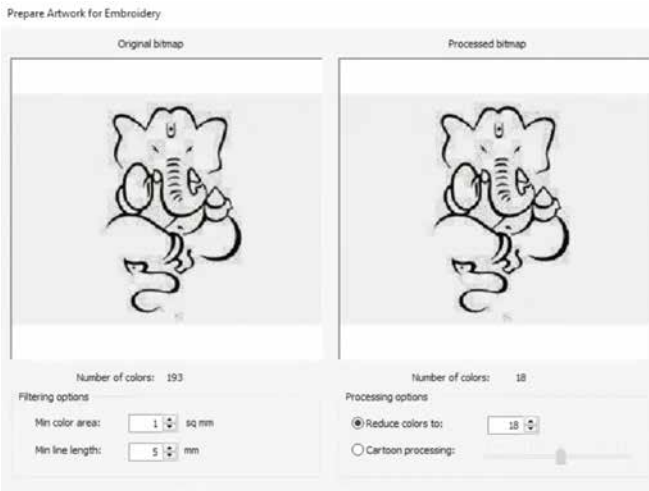 Prepare Artwork for Embroidery
Original bitmap
Processed bitmap
Number of colors: 193
Number of colors: 18
Filtering options
Processing options
Min color area: 1 sq mm
Reduce colors to: 18
Min line length: 5 mm
Cartoon processing: